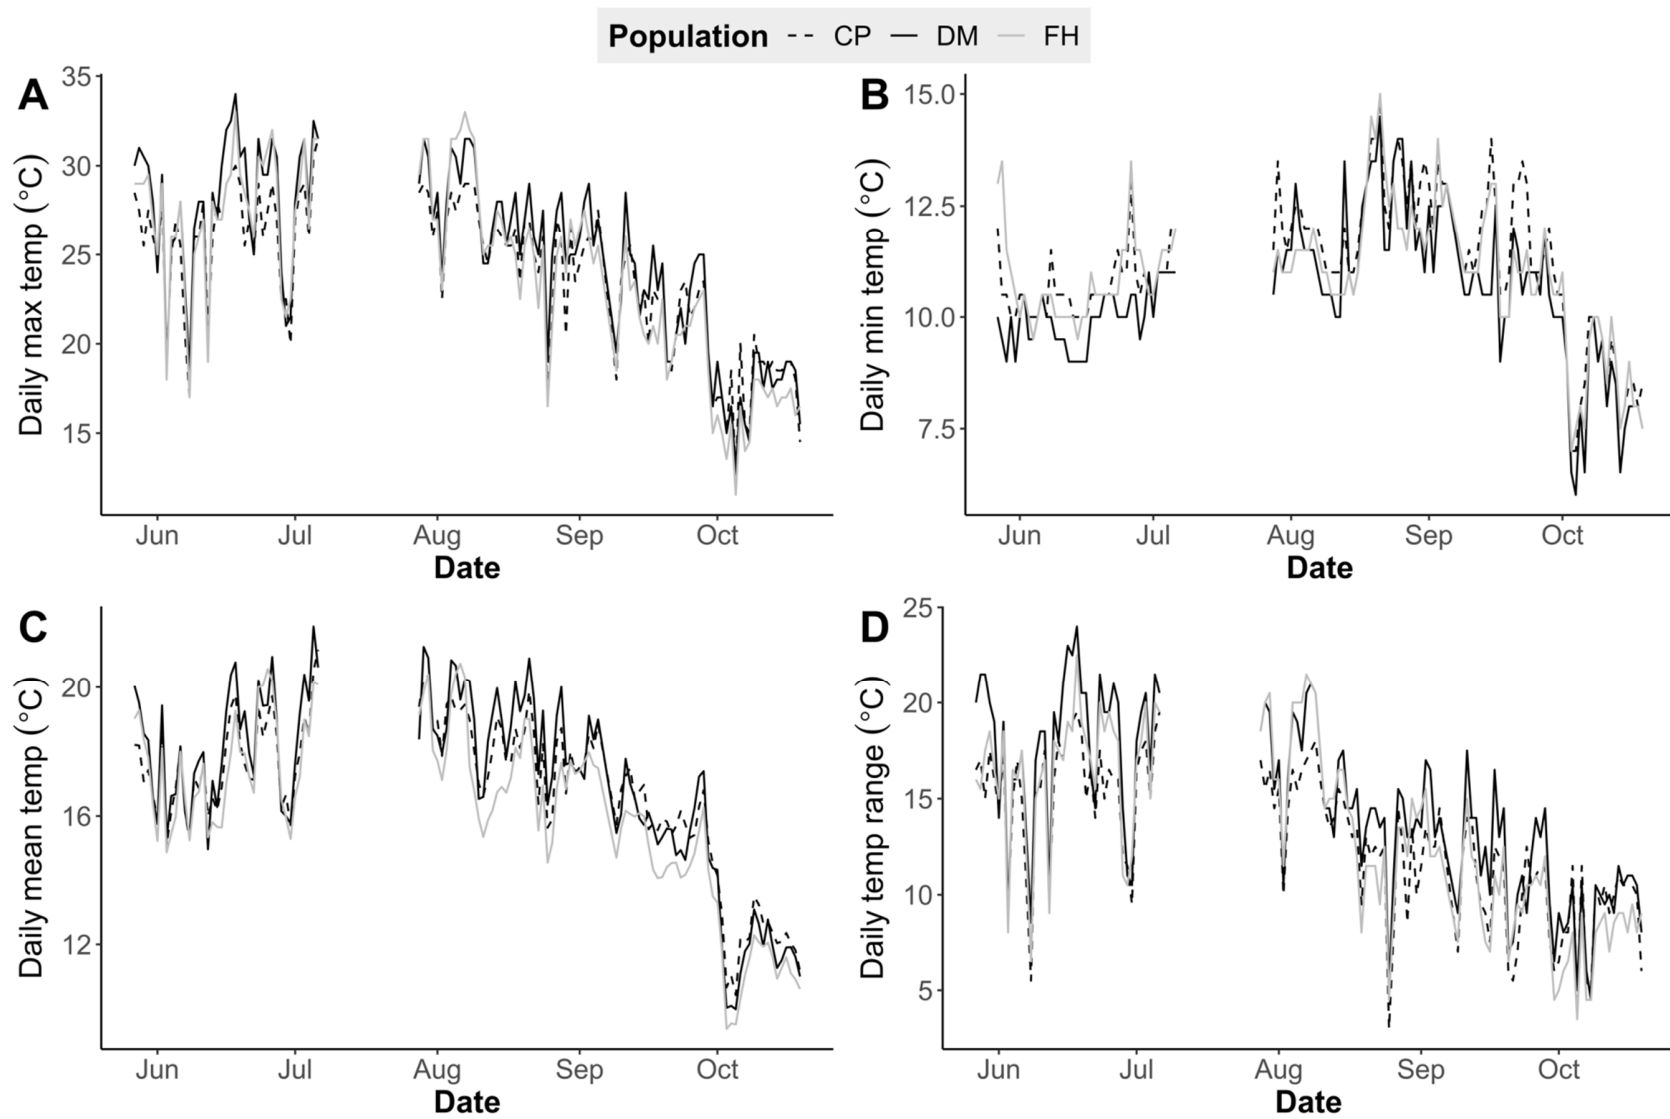 Population CP DM FH
A
Daily max temp (°C)
35
30
25
20
15
Jun Jul Aug Sep Oct
Date
B
Daily min temp (°C)
15.0
12.5
10.0
7.5
Jun Jul Aug Sep Oct
Date
C
Daily mean temp (°C)
20
16
12
Jun Jul Aug Sep Oct
Date
D
Daily temp range (°C)
25
20
15
10
5
Jun Jul Aug Sep Oct
Date